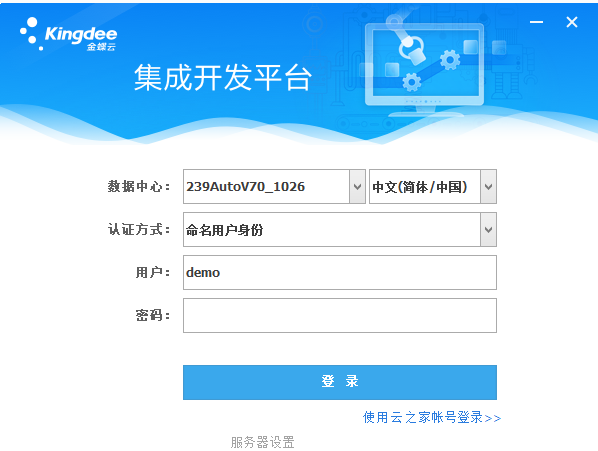 Kingdee
金蝶云
集成开发平台
数据中心： 239AutoV70_1026 中文(简体/中国)
认证方式： 命名用户身份
用户： demo
密码：
登 录
使用云之家帐号登录>>
服务器设置